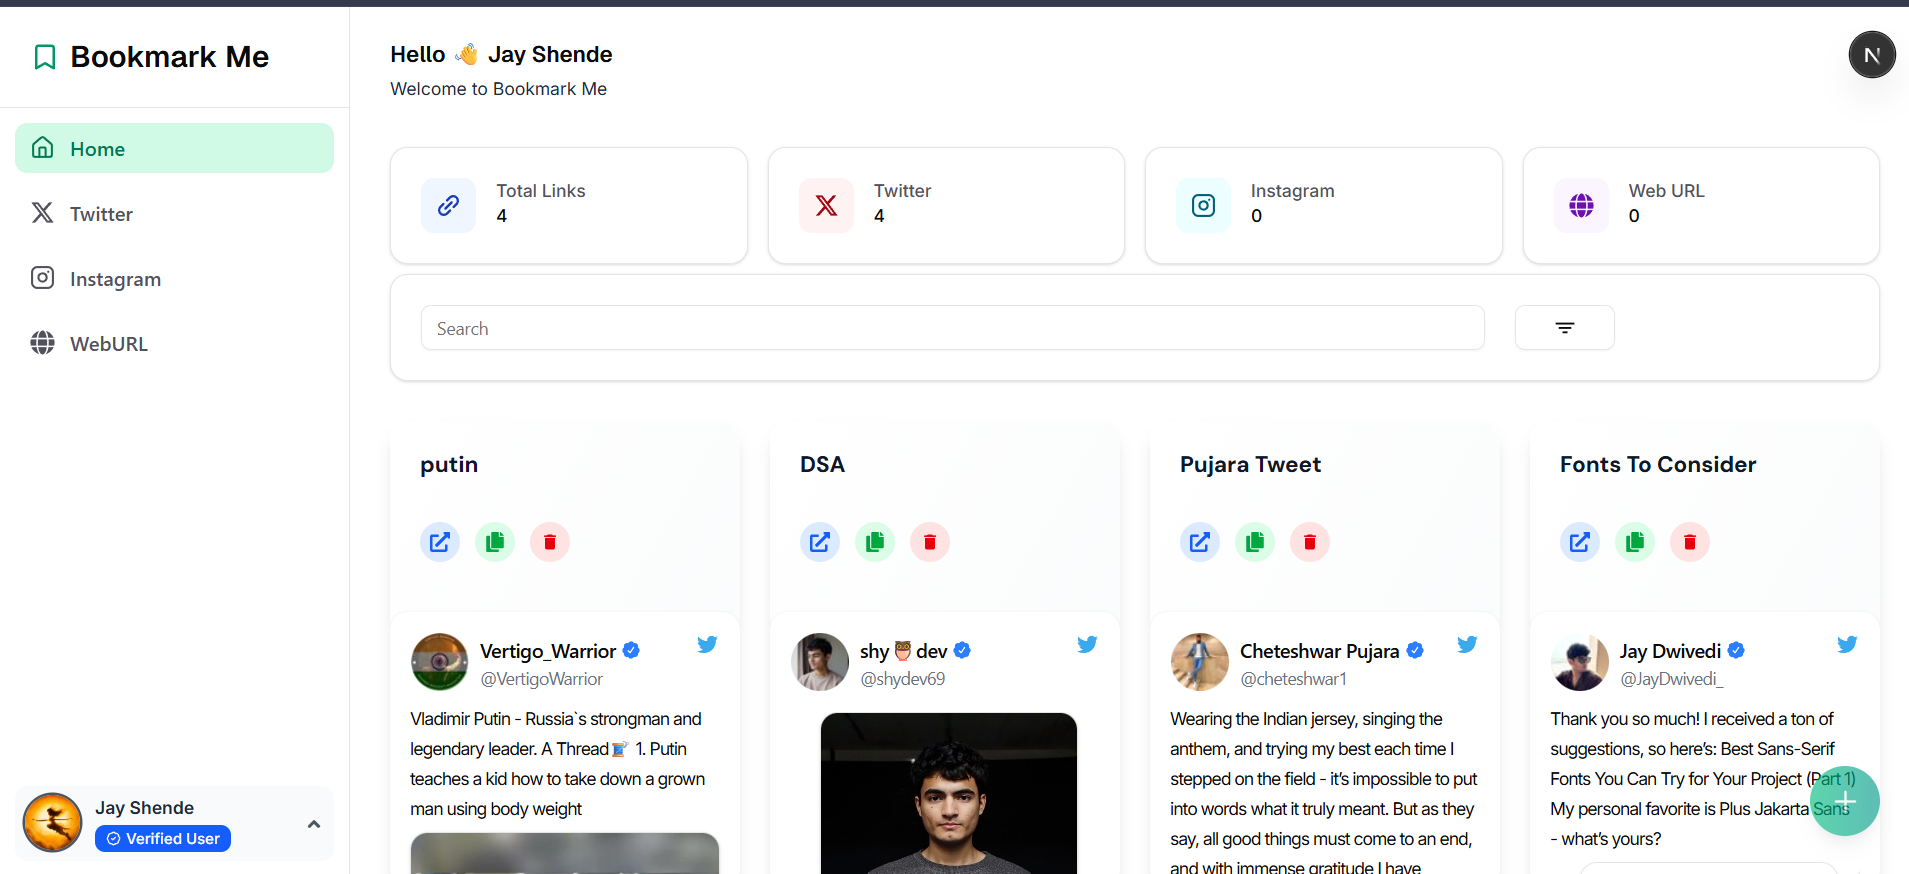 Bookmark Me
Home
Twitter
Instagram
WebURL
Jay Shende
Verified User
Hello 👋 Jay Shende
Welcome to Bookmark Me
N
Total Links
4
Twitter
4
Instagram
0
Web URL
0
Search
putin
Vertigo_Warrior
@VertigoWarrior
Vladimir Putin - Russia`s strongman and
legendary leader. A Thread🧵 1. Putin
teaches a kid how to take down a grown
man using body weight
DSA
shy🦉dev
@shydev69
Pujara Tweet
Cheteshwar Pujara
@cheteshwar1
Wearing the Indian jersey, singing the
anthem, and trying my best each time I
stepped on the field - it’s impossible to put
into words what it truly meant. But as they
say, all good things must come to an end,
and with immense gratitude I have
Fonts To Consider
Jay Dwivedi
@JayDwivedi_
Thank you so much! I received a ton of
suggestions, so here’s: Best Sans-Serif
Fonts You Can Try for Your Project (Part 1)
My personal favorite is Plus Jakarta Sans
- what’s yours?